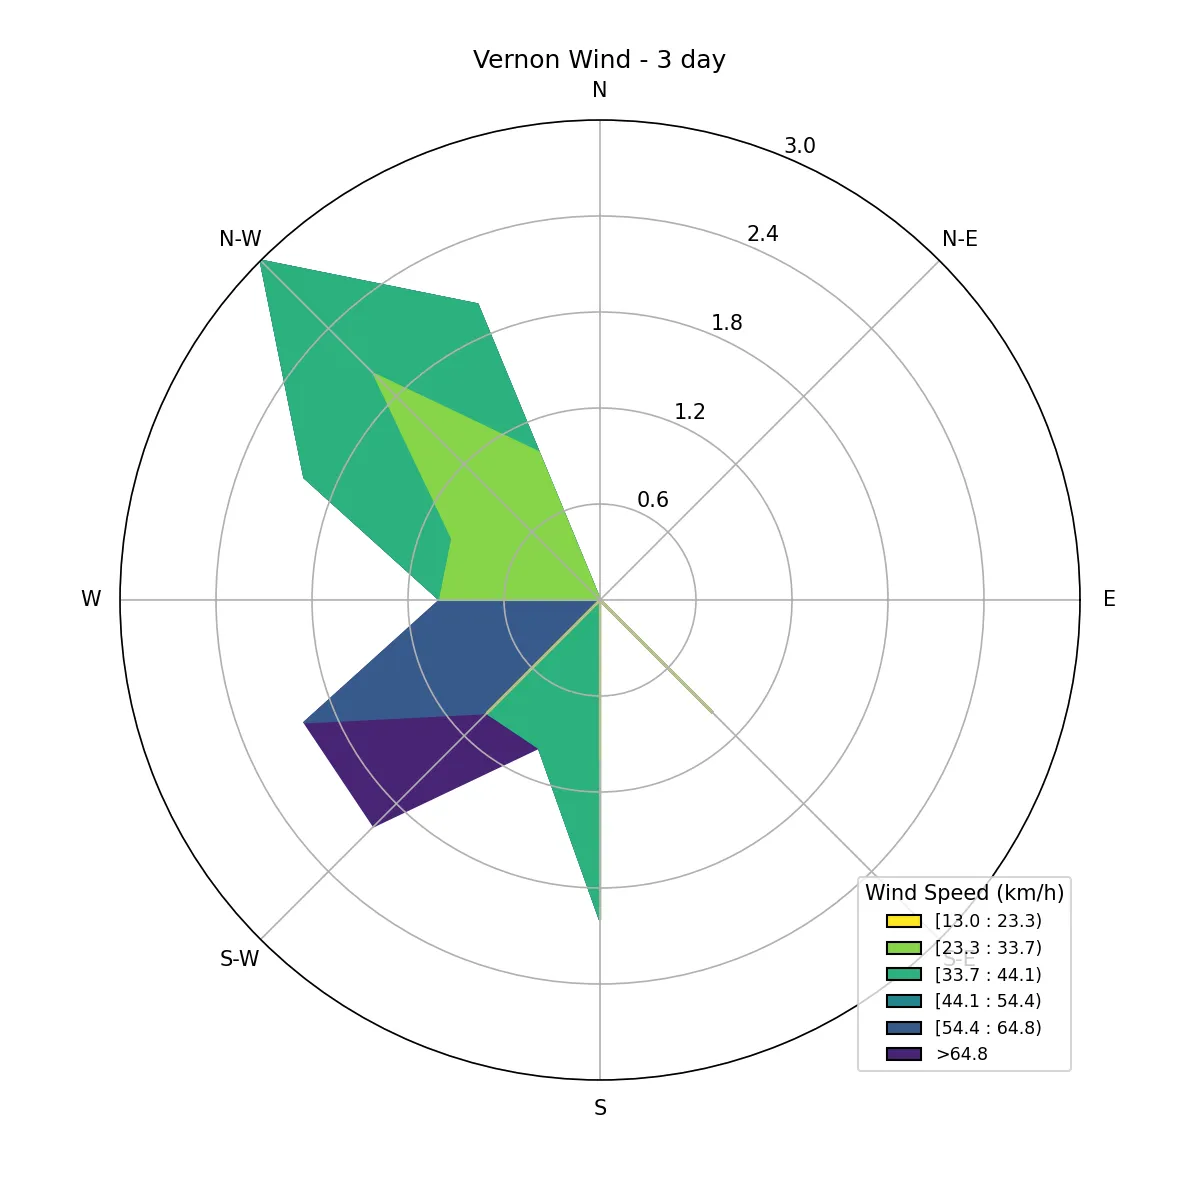 Vernon Wind - 3 day
N
3.0
N-W
2.4
N-E
1.8
1.2
0.6
W
E
Wind Speed (km/h)
[13.0 : 23.3)
[23.3 : 33.7)
S-W
S-E
[33.7 : 44.1)
[44.1 : 54.4)
[54.4 : 64.8)
>64.8
S